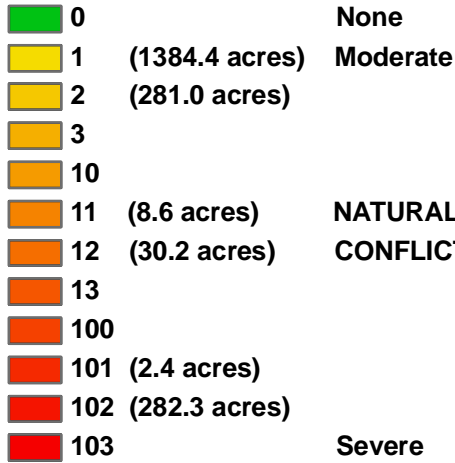 0 None
1 (1384.4 acres) Moderate
2 (281.0 acres)
3
10
11 (8.6 acres) NATURAL
12 (30.2 acres) CONFLICT
13
100
101 (2.4 acres)
102 (282.3 acres)
103 Severe